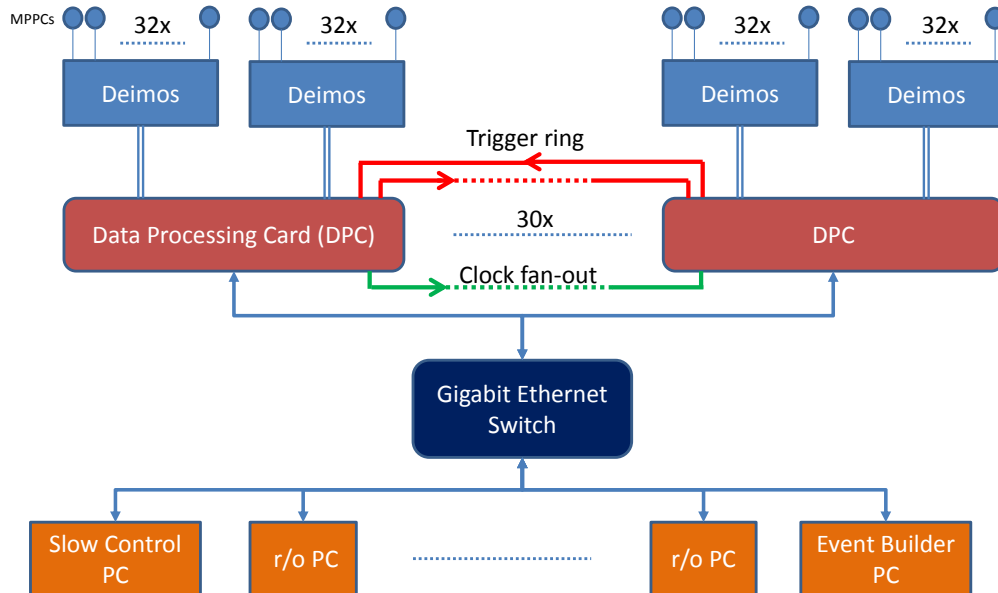 MPPCs
32x
32x
32x
32x
Deimos
Deimos
Deimos
Deimos
Trigger ring
Data Processing Card (DPC)
30x
DPC
Clock fan-out
Gigabit Ethernet
Switch
Slow Control
PC
r/o PC
r/o PC
Event Builder
PC